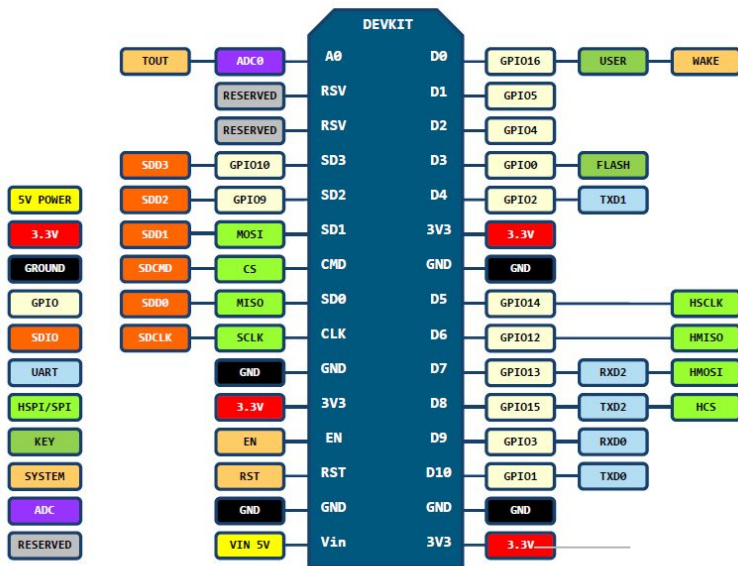 DEVKIT
TOUT ADC0 A0 D0 GPIO16 USER WAKE
RESERVED RSV D1 GPIO5
RESERVED RSV D2 GPIO4
SDD3 GPIO10 SD3 D3 GPIO0 FLASH
5V POWER SDD2 GPIO9 SD2 D4 GPIO2 TXD1
3.3V SDD1 MOSI SD1 3V3 3.3V
GROUND SDCMD CS CMD GND GND
GPIO SDD0 MISO SD0 D5 GPIO14 HSCLK
SDIO SDCLK SCLK CLK D6 GPIO12 HMISO
UART GND GND D7 GPIO13 RXD2 HMOSI
HSPI/SPI 3.3V 3V3 D8 GPIO15 TXD2 HCS
KEY EN EN D9 GPIO3 RXD0
SYSTEM RST RST D10 GPIO1 TXD0
ADC GND GND GND GND
RESERVED VIN 5V Vin 3V3 3.3V